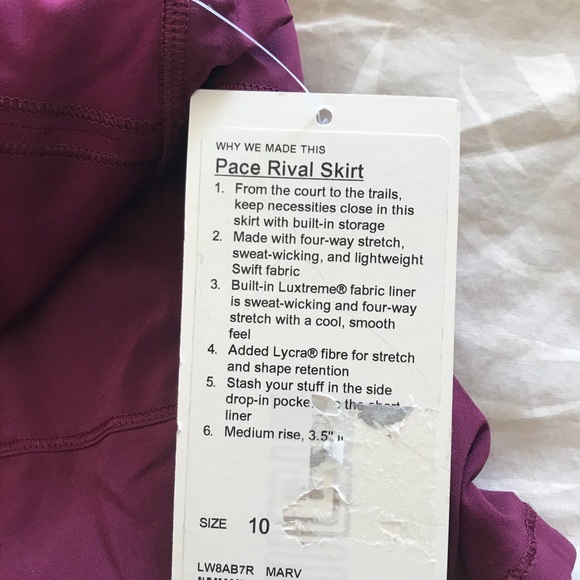 WHY WE MADE THIS
Pace Rival Skirt
1. From the court to the trails,
keep necessities close in this
skirt with built-in storage
2. Made with four-way stretch,
sweat-wicking, and lightweight
Swift fabric
3. Built-in Luxtreme® fabric liner
is sweat-wicking and four-way
stretch with a cool, smooth
feel
4. Added Lycra® fibre for stretch
and shape retention
5. Stash your stuff in the side
drop-in the short
liner
6. Medium rise, 3.5"
SIZE 10
LW8AB7R MARV